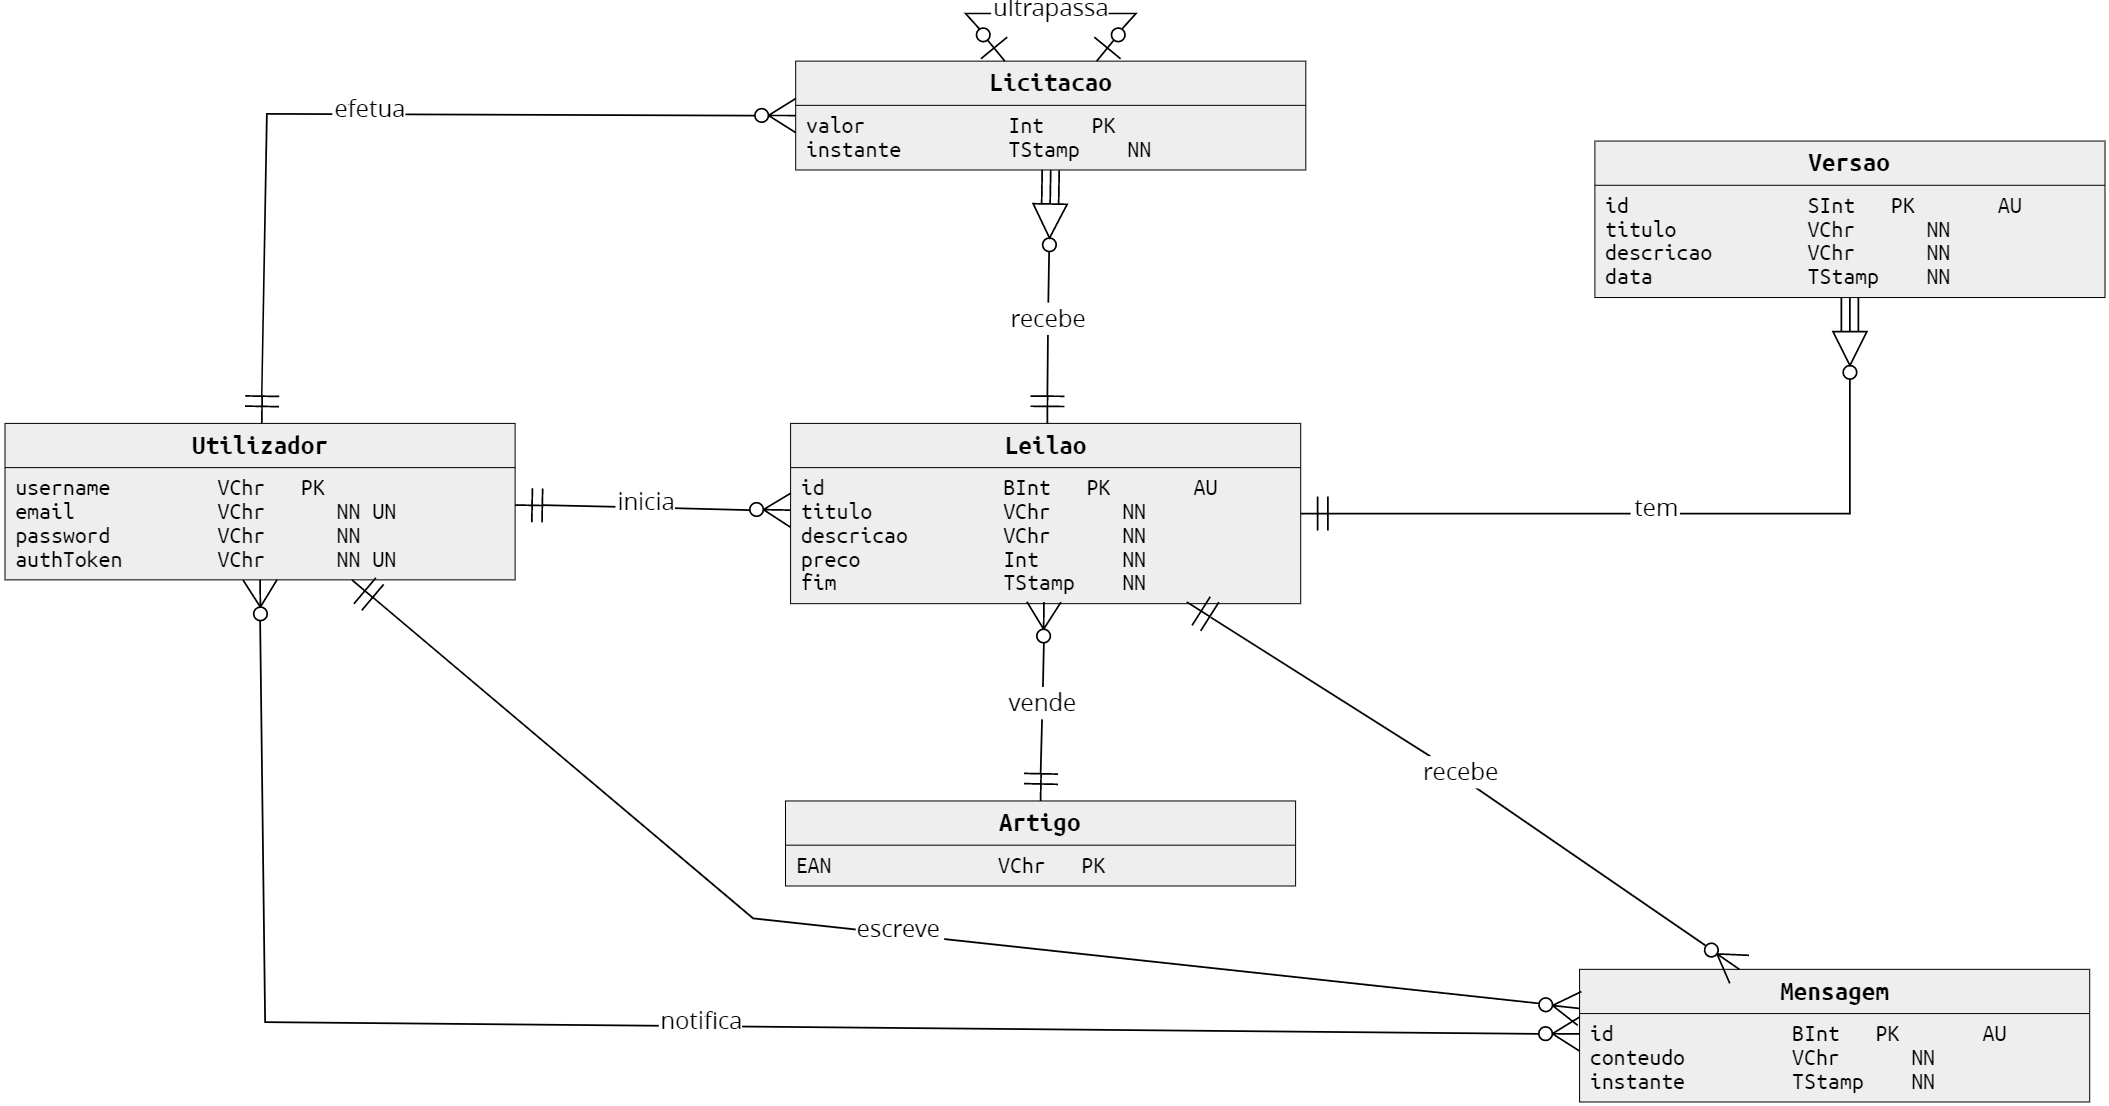 ultrapassa
Licitacao
valor Int PK
instante TStamp NN
efetua
Versao
id SInt PK AU
titulo VChr NN
descricao VChr NN
data TStamp NN
recebe
Utilizador
username VChr PK
email VChr NN UN
password VChr NN
authToken VChr NN UN
inicia
Leilao
id BInt PK AU
titulo VChr NN
descricao VChr NN
preco Int NN
fim TStamp NN
tem
vende
recebe
Artigo
EAN VChr PK
escreve
notifica
Mensagem
id BInt PK AU
conteudo VChr NN
instante TStamp NN